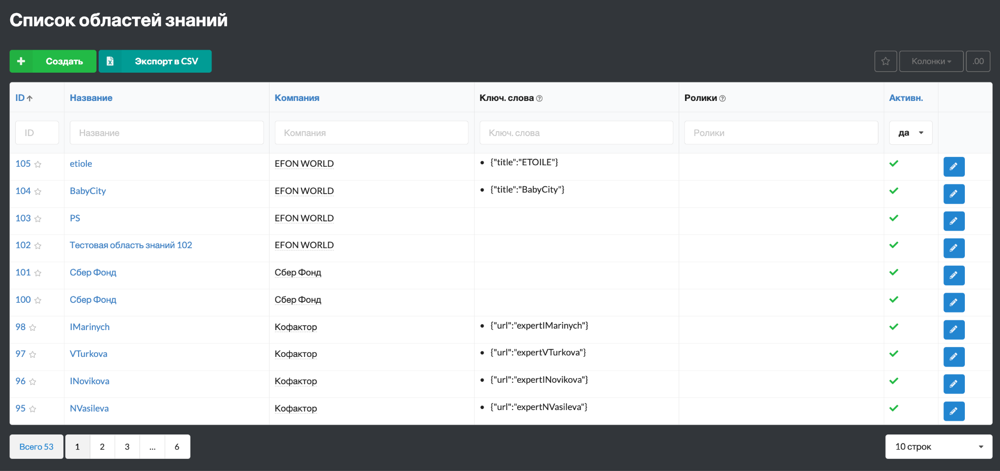 Список областей знаний
Создать Экспорт в CSV Колонки .00
ID Название Компания Ключ. слова Ролики Активн.
ID Название Компания Ключ. слова Ролики да
105 etiole EFON WORLD • {"title":"ETOILE"}
104 BabyCity EFON WORLD • {"title":"BabyCity"}
103 PS EFON WORLD
102 Тестовая область знаний 102 EFON WORLD
101 Сбер Фонд Сбер Фонд
100 Сбер Фонд Сбер Фонд
98 IMarinych Кофактор • {"url":"expertIMarinych"}
97 VTurkova Кофактор • {"url":"expertVTurkova"}
96 INovikova Кофактор • {"url":"expertINovikova"}
95 NVasileva Кофактор • {"url":"expertNVasileva"}
Всего 53 1 2 3 ... 6 10 строк